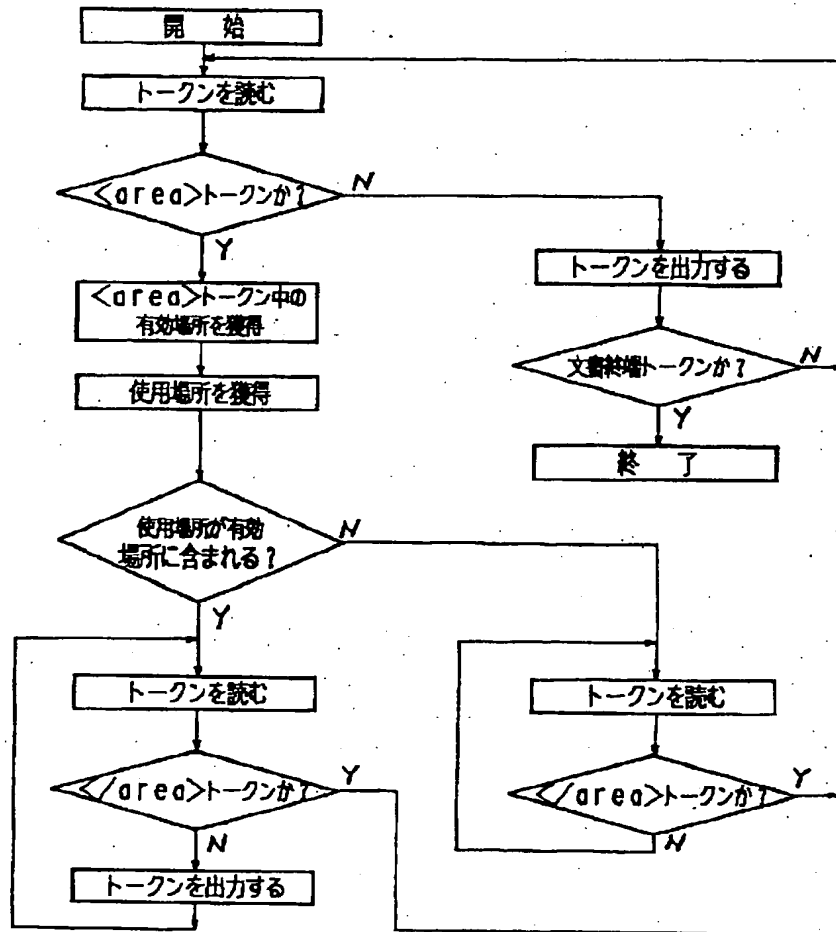 開 始
トークンを読む
<area>トークンか?
N
Y
<area>トークン中の
有効場所を獲得
使用場所を獲得
トークンを出力する
文書終端トークンか?
N
Y
終 了
使用場所が有効
場所に含まれる?
N
Y
トークンを読む
</area>トークンか?
Y
N
トークンを出力する
トークンを読む
</area>トークンか?
Y
N